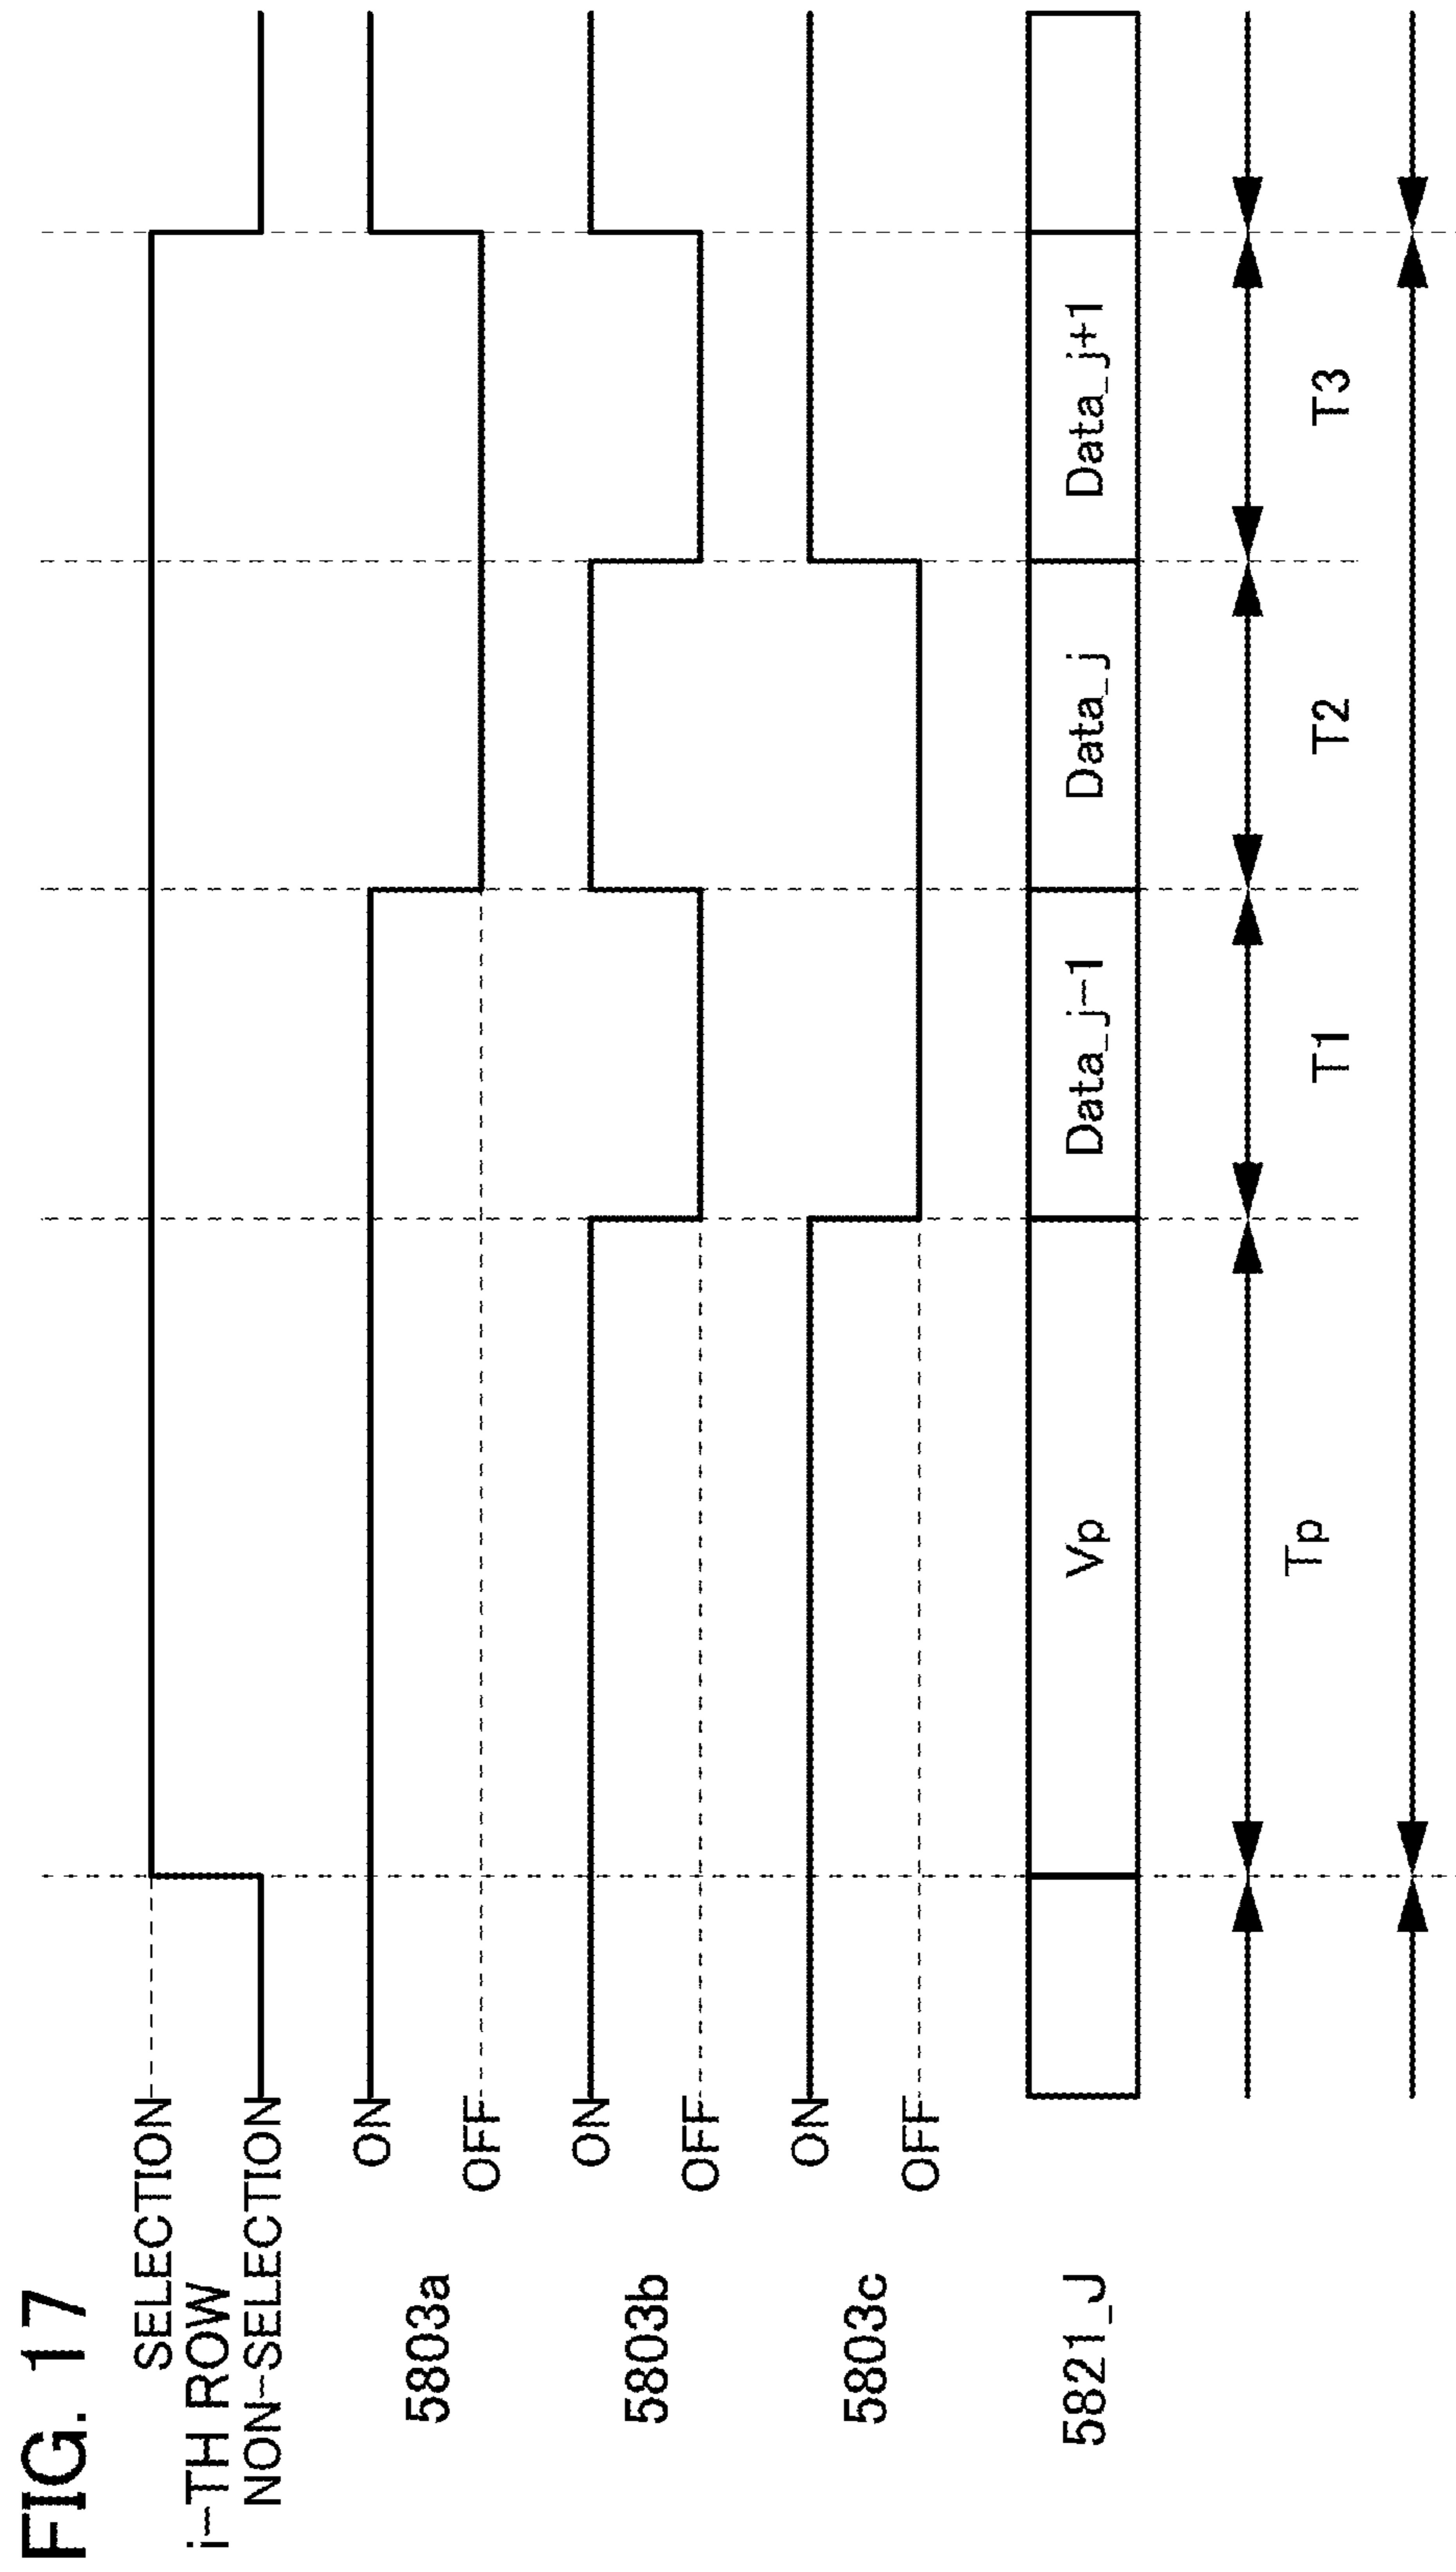 FIG. 17
SELECTION
i-TH ROW
NON-SELECTION
ON
5803a
OFF
ON
5803b
OFF
ON
5803c
OFF
5821_J
Vp
Data_j-1
Data_j
Data_j+1
Tp
T1
T2
T3